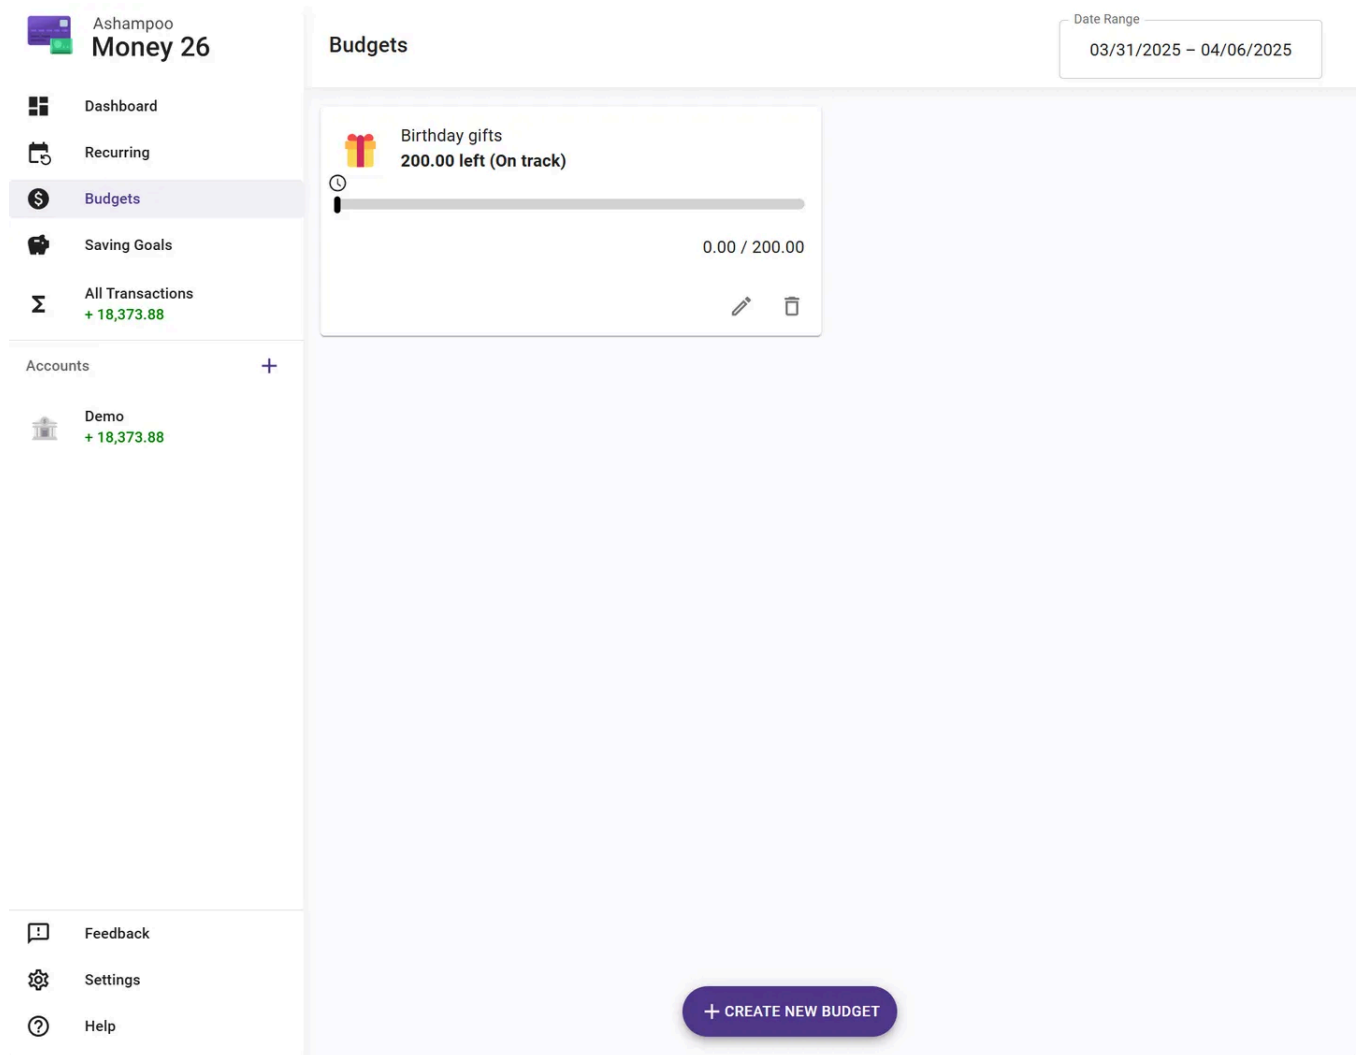 Ashampoo
Money 26
Dashboard
Recurring
Budgets
Saving Goals
All Transactions
+ 18,373.88
Accounts
Demo
+ 18,373.88
Feedback
Settings
Help
Budgets
Date Range
03/31/2025 – 04/06/2025
Birthday gifts
200.00 left (On track)
0.00 / 200.00
CREATE NEW BUDGET